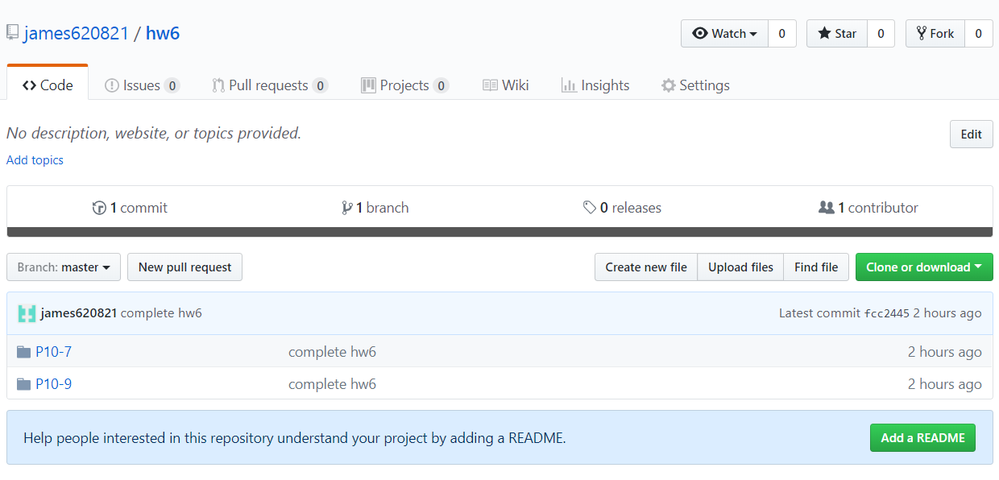 james620821 / hw6 Watch 0 Star 0 Fork 0
Code Issues 0 Pull requests 0 Projects 0 Wiki Insights Settings
No description, website, or topics provided. Edit
Add topics
1 commit 1 branch 0 releases 1 contributor
Branch: master New pull request Create new file Upload files Find file Clone or download
james620821 complete hw6 Latest commit fcc2445 2 hours ago
P10-7 complete hw6 2 hours ago
P10-9 complete hw6 2 hours ago
Help people interested in this repository understand your project by adding a README. Add a README